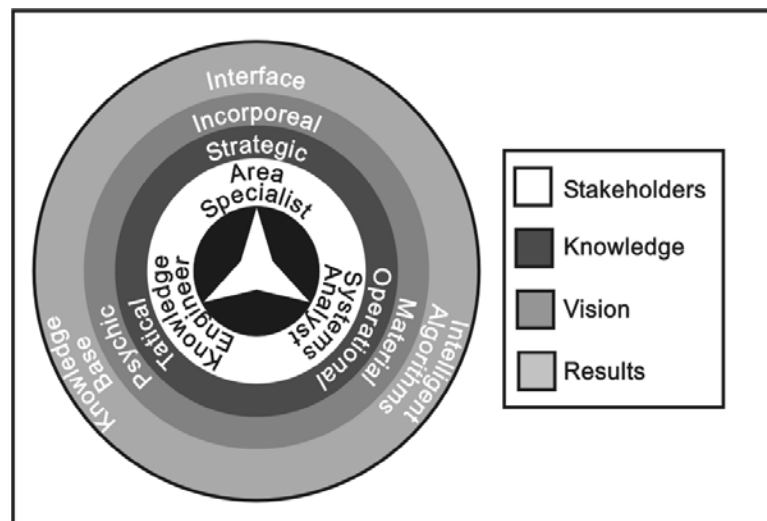 Interface
Incorporeal
Strategic
Area
Specialist
Knowledge
Engineer
Tatical
Psychic
Knowledge
Base
Systems
Analyst
Operational
Material
Intelligent
Algorithms
Stakeholders
Knowledge
Vision
Results